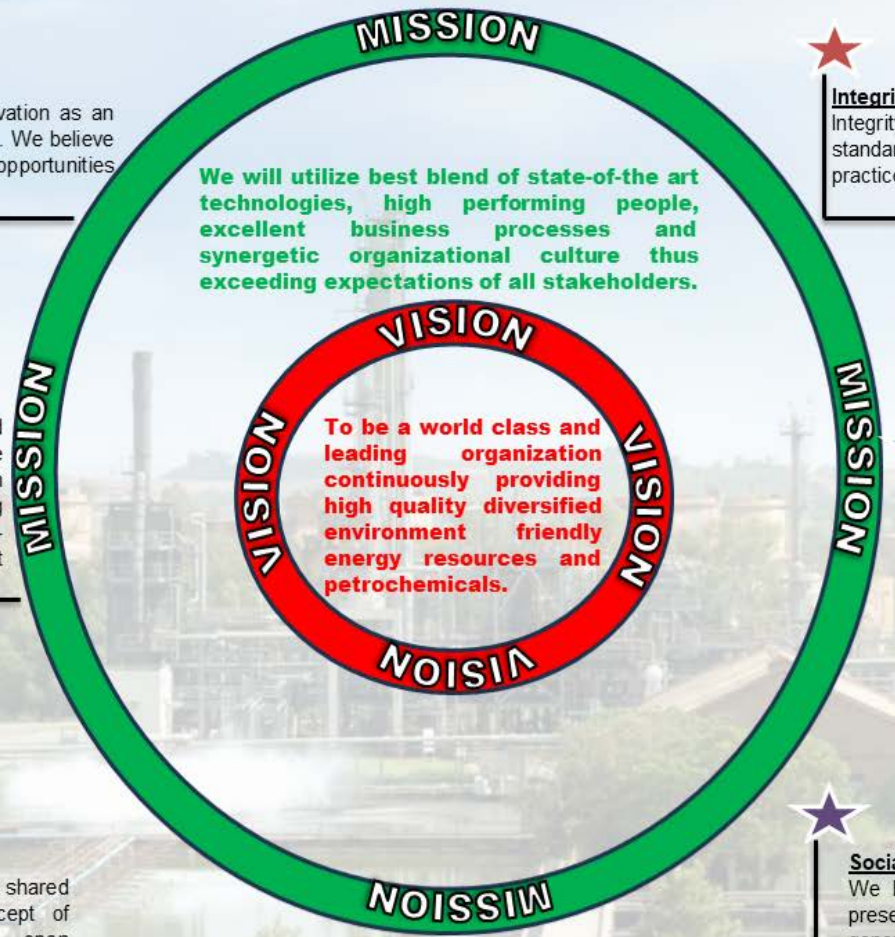 MISSION
vation as an
. We believe
opportunities
Integri
Integrit
standar
practice
We will utilize best blend of state-of-the art
technologies, high performing people,
excellent business processes and
synergetic organizational culture thus
exceeding expectations of all stakeholders.
VISION
MISSION
MISSION
VISION
VISION
To be a world class and
leading organization
continuously providing
high quality diversified
environment friendly
energy resources and
petrochemicals.
VISION
shared
cept of
Socia
We
prese
MISSION